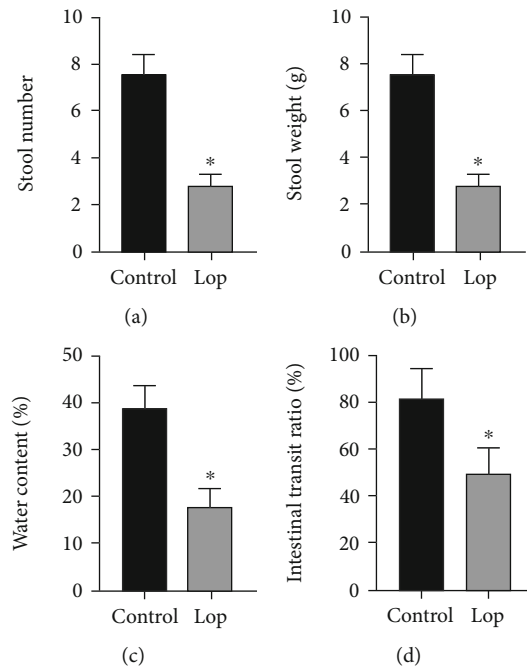 Stool number
10
8
6
4
2
0
*
Control Lop
(a)
Stool weight (g)
10
8
6
4
2
0
*
Control Lop
(b)
Water content (%)
50
40
30
20
10
0
*
Control Lop
(c)
Intestinal transit ratio (%)
100
80
60
40
20
0
*
Control Lop
(d)